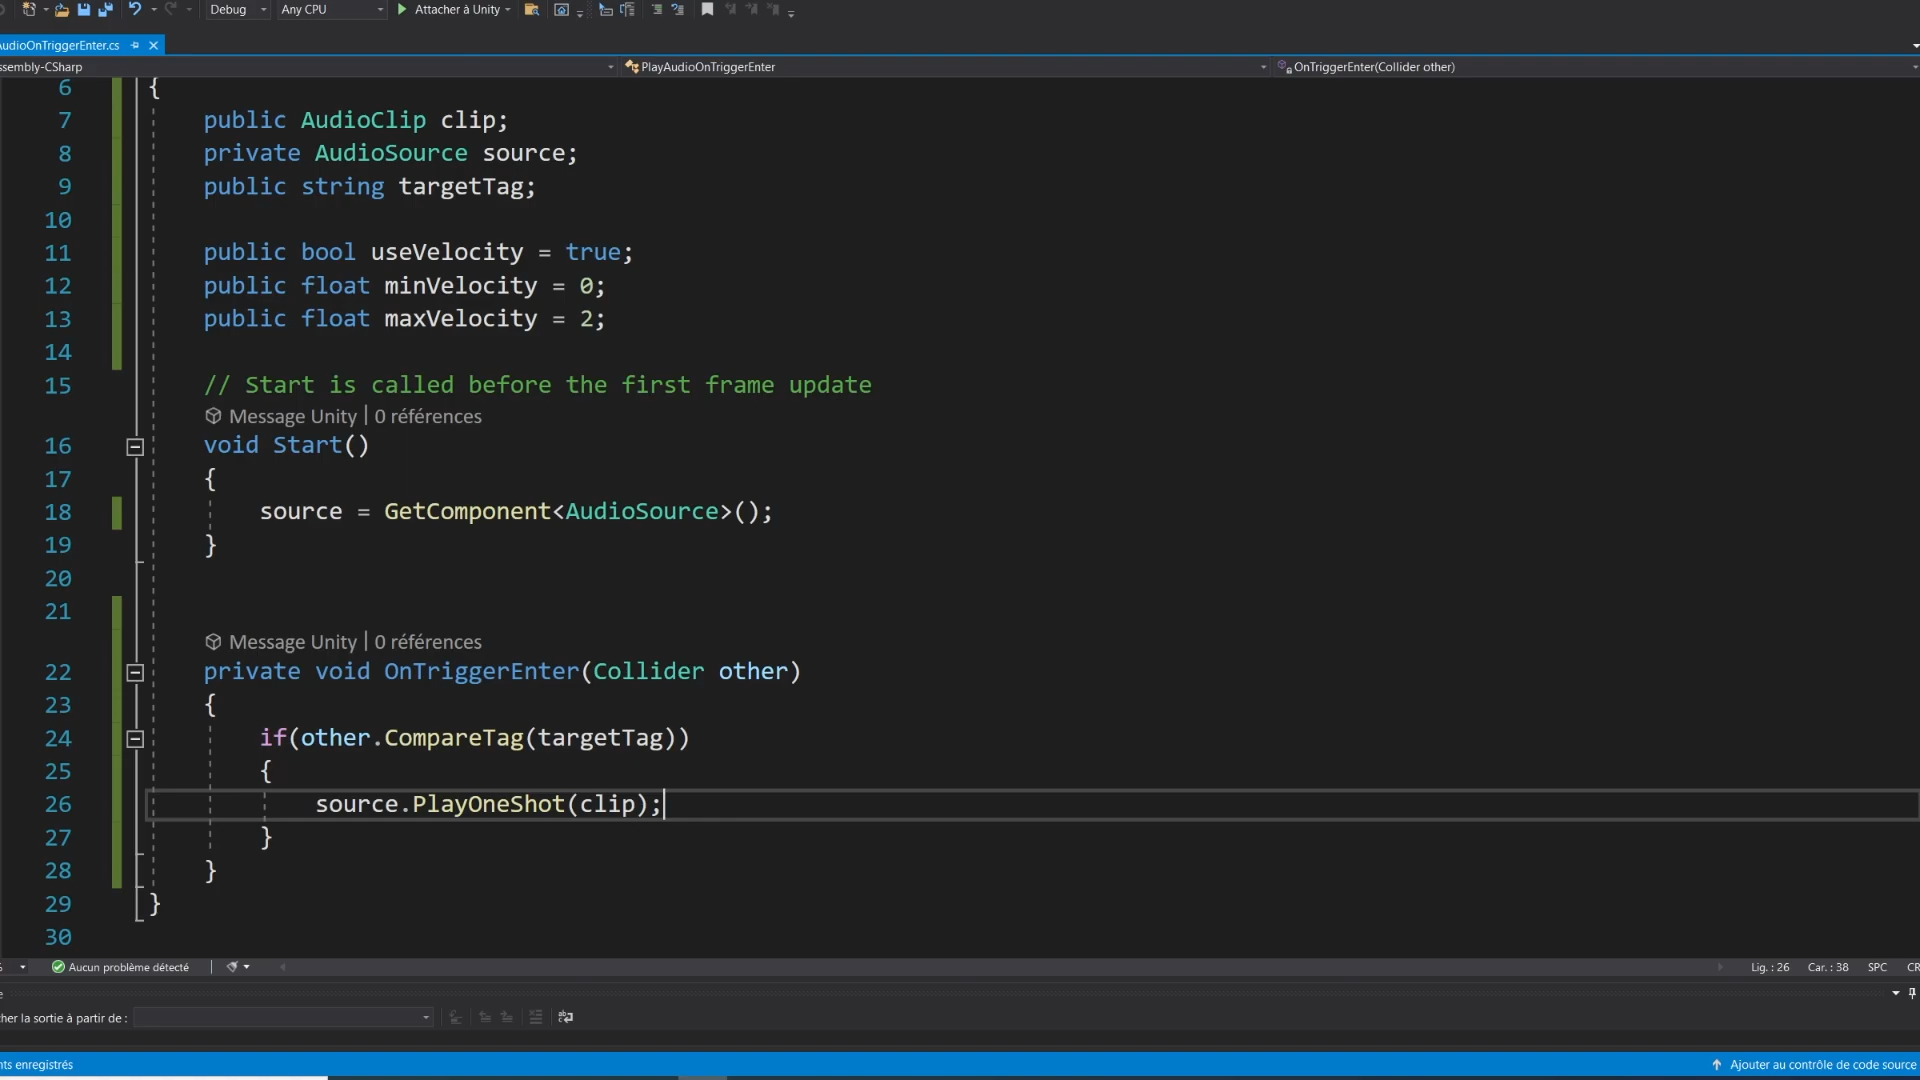 Debug Any CPU Attacher à Unity
udioOnTriggerEnter.cs
ssembly-CSharp PlayAudioOnTriggerEnter OnTriggerEnter(Collider other)
6 {
7 public AudioClip clip;
8 private AudioSource source;
9 public string targetTag;
10
11 public bool useVelocity = true;
12 public float minVelocity = 0;
13 public float maxVelocity = 2;
14
15 // Start is called before the first frame update
Message Unity | 0 références
16 void Start()
17 {
18 source = GetComponent<AudioSource>();
19 }
20
21
Message Unity | 0 références
22 private void OnTriggerEnter(Collider other)
23 {
24 if(other.CompareTag(targetTag))
25 {
26 source.PlayOneShot(clip);
27 }
28 }
29 }
30
Aucun problème détecté Lig. : 26 Car. : 38 SPC CR
e
her la sortie à partir de :
nts enregistrés Ajouter au contrôle de code source